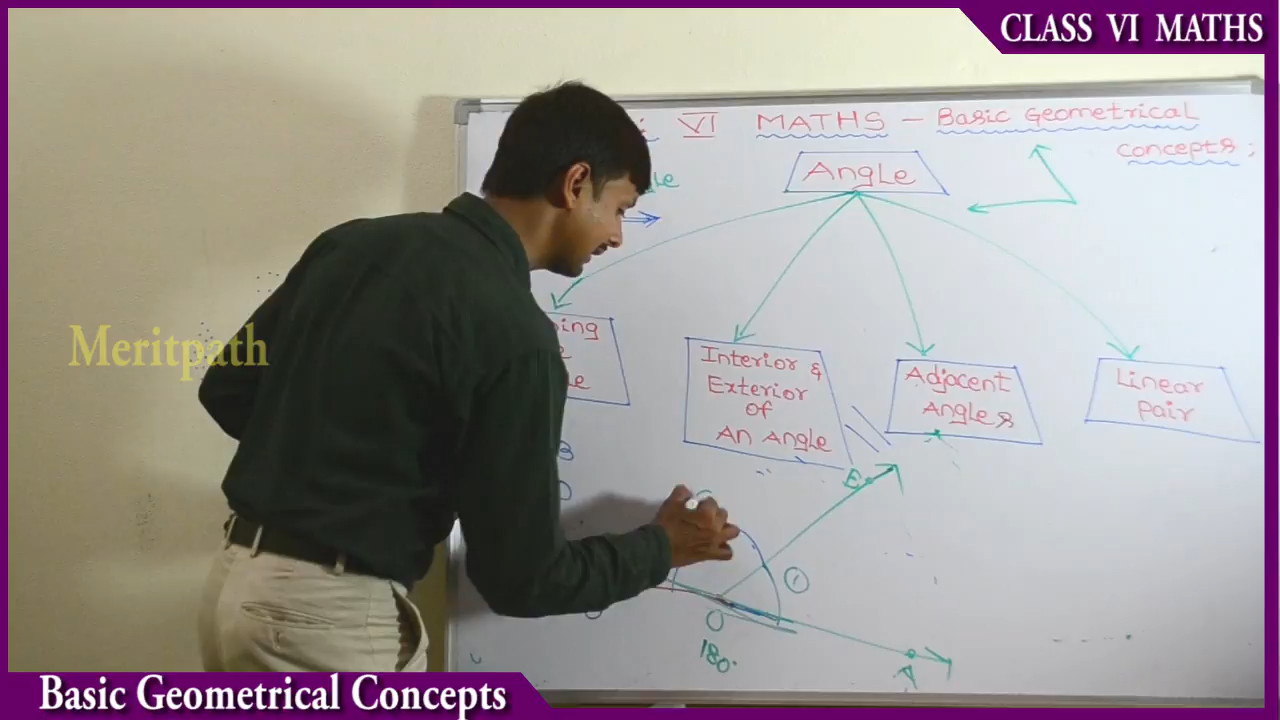 CLASS VI MATHS
VI MATHS - Basic Geometrical
Concepts:
Angle
Interior &
Exterior
of
An Angle
Adjacent
Angles
Linear
pair
Meritpath
B
E
1
O
180°
A
Basic Geometrical Concepts